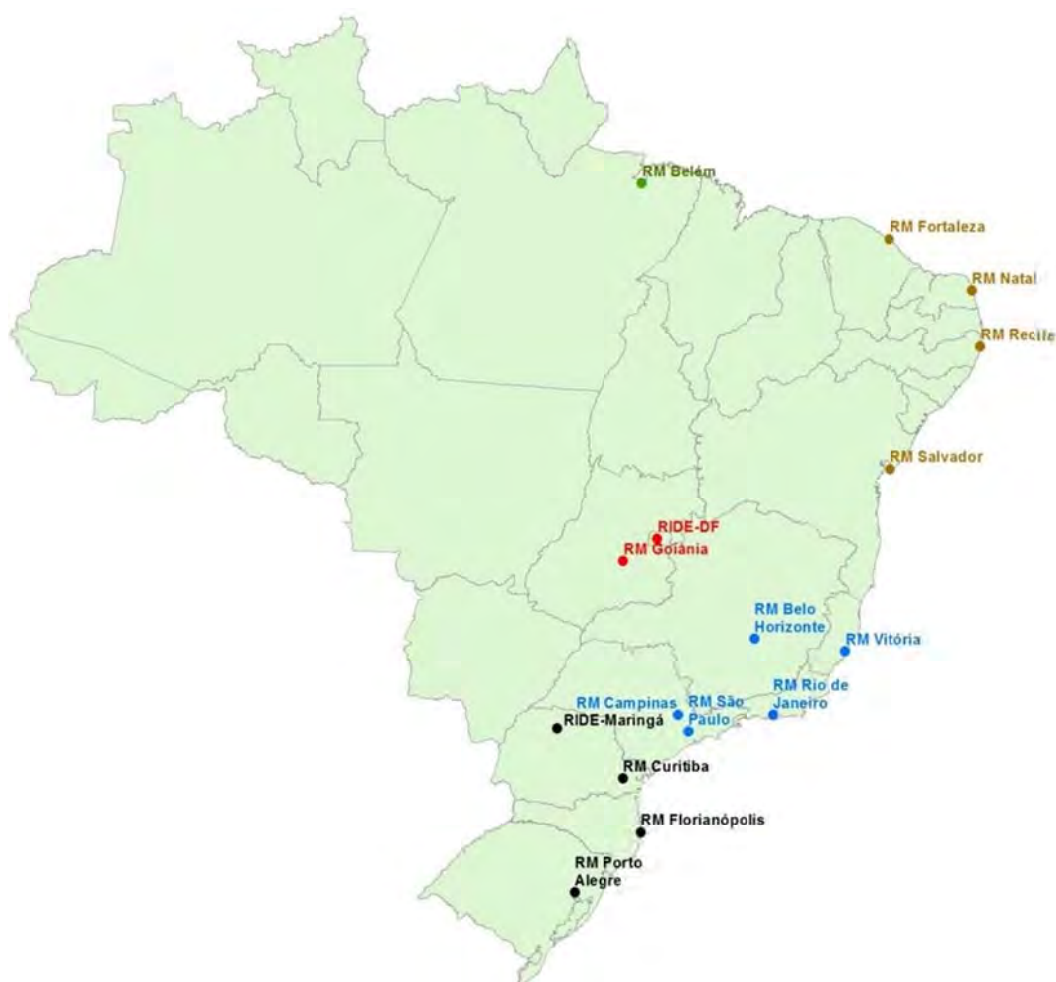 RM Belém
RM Fortaleza
RM Natal
RM Recife
RM Salvador
RIDE-DF
RM Goiânia
RM Belo
Horizonte
RM Vitória
RM Rio de
Janeiro
RM Campinas
RM São
Paulo
RIDE-Maringá
RM Curitiba
RM Florianópolis
RM Porto
Alegre